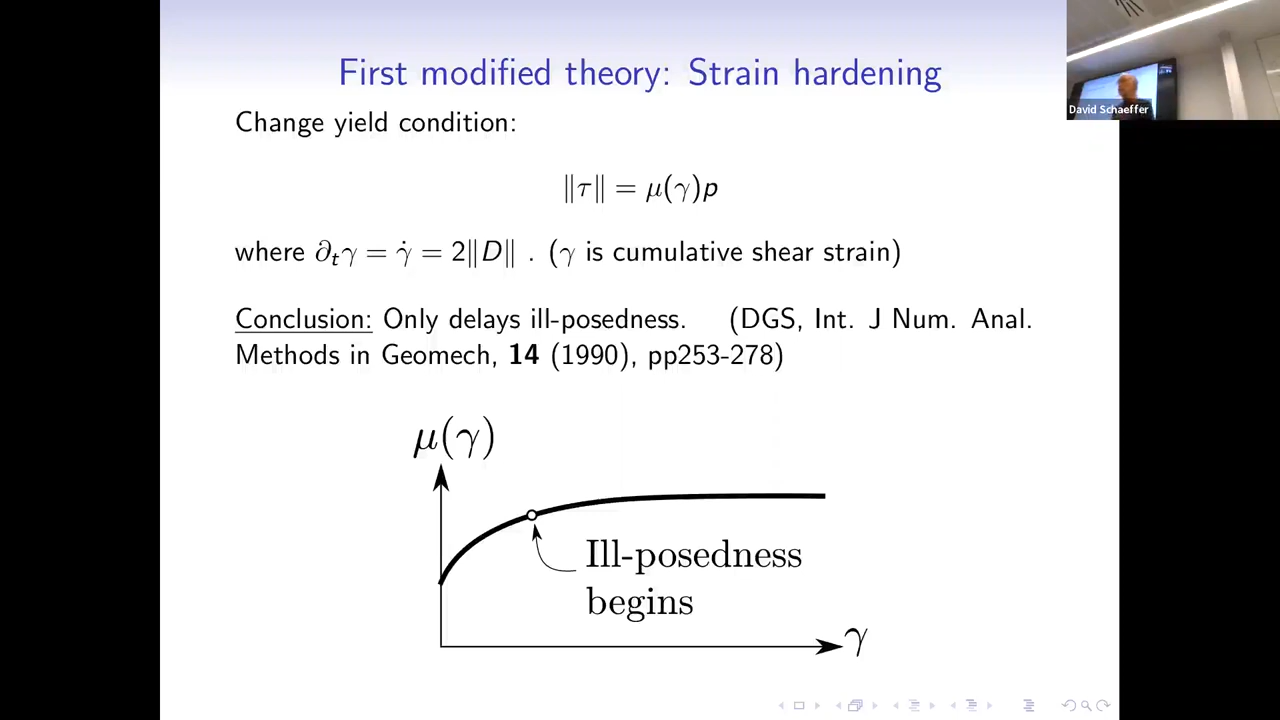 First modified theory: Strain hardening
David Schaeffer
Change yield condition:
‖τ‖ = μ(γ)p
where ∂ₜγ = γ̇ = 2‖D‖ . (γ is cumulative shear strain)
Conclusion: Only delays ill-posedness. (DGS, Int. J Num. Anal.
Methods in Geomech, 14 (1990), pp253-278)
μ(γ)
Ill-posedness
begins
γ